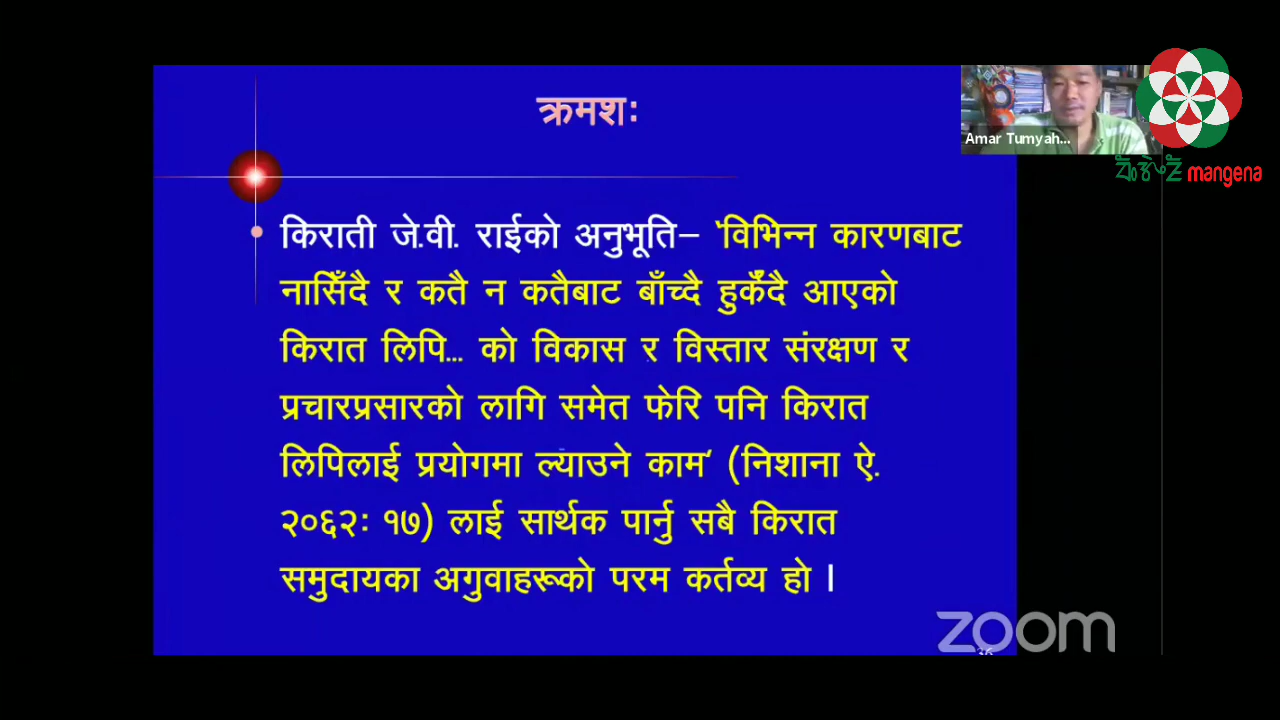 क्रमशः
Amar Tumyah...
mangena
किराती जे.वी. राईको अनुभूति– 'विभिन्न कारणबाट
नासिँदै र कतै न कतैबाट बाँच्दै हुर्कँदै आएको
किरात लिपि... को विकास र विस्तार संरक्षण र
प्रचारप्रसारको लागि समेत फेरि पनि किरात
लिपिलाई प्रयोगमा ल्याउने काम' (निशाना ऐ.
२०६२: १७) लाई सार्थक पार्नु सबै किरात
समुदायका अगुवाहरूको परम कर्तव्य हो ।
zoom